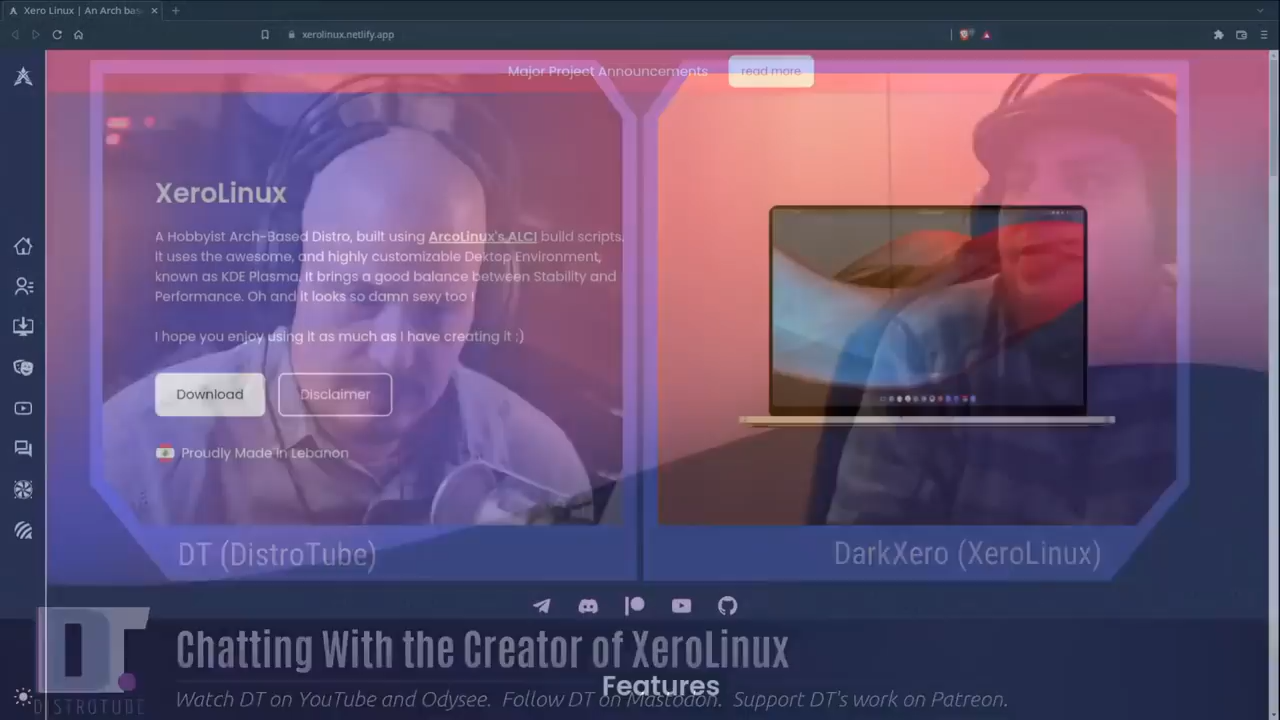 Xero Linux | An Arch bas
xerolinux.netlify.app
Major Project Announcements
read more
XeroLinux
A Hobbyist Arch-Based Distro, built using ArcoLinux's ALCI build scripts.
It uses the awesome, and highly customizable Dektop Environment,
known as KDE Plasma. It brings a good balance between Stability and
Performance. Oh and it looks so damn sexy too !
I hope you enjoy using it as much as I have creating it ;)
Download
Disclaimer
Proudly Made in Lebanon
DT (DistroTube)
DarkXero (XeroLinux)
DT
DISTROTUBE
Chatting With the Creator of XeroLinux
Features
Watch DT on YouTube and Odysee. Follow DT on Mastodon. Support DT's work on Patreon.